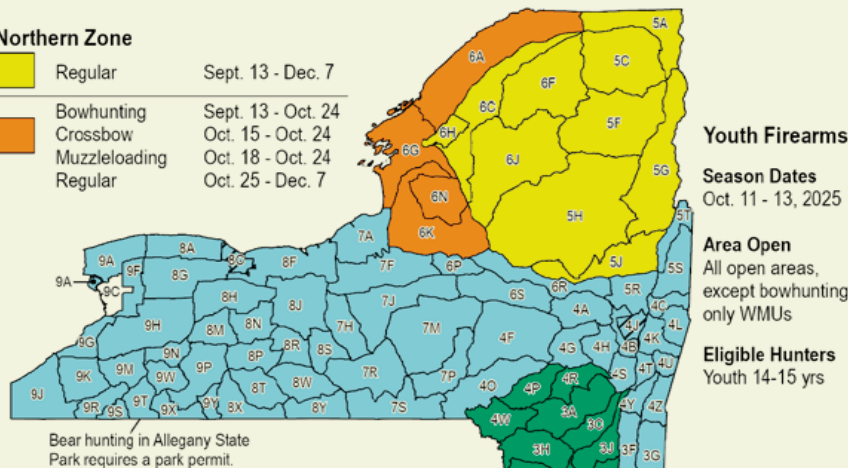 Northern Zone
Regular Sept. 13 - Dec. 7
Bowhunting Sept. 13 - Oct. 24
Crossbow Oct. 15 - Oct. 24
Muzzleloading Oct. 18 - Oct. 24
Regular Oct. 25 - Dec. 7
Youth Firearms
Season Dates
Oct. 11 - 13, 2025
Area Open
All open areas,
except bowhunting
only WMUs
Eligible Hunters
Youth 14-15 yrs
5A
6A
5C
6F
6C
5F
6H
6G
6J
5G
6N
5H
5T
6K
7A
5J
9A
8A
8C
8F
7F
6P
5S
9F
8G
9A
9C
6R
5R
6S
8H
8J
7J
4A
4C
9H
8M
8N
7H
7M
4F
4J
4L
9G
8R
8S
4G
4H
4B
4K
9N
8P
9K
9M
9W
9P
7R
7P
4S
4T
4U
8T
8W
4O
4P
4R
9J
9R
9S
9T
9X
9Y
8X
8Y
7S
4W
3A
3C
4Y
4Z
3H
3J
3F
3G
Bear hunting in Allegany State
Park requires a park permit.